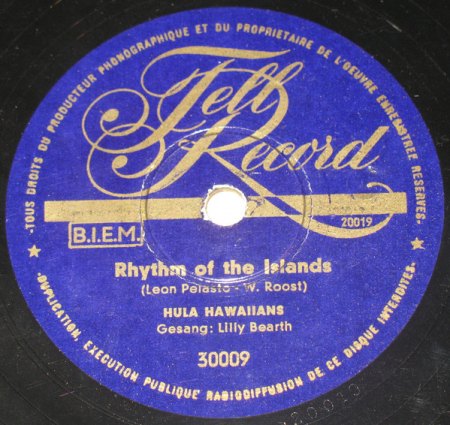 -TOUS DROITS DU PRODUCTEUR PHONOGRAPHIQUE ET DU PROPRIETAIRE DE L'OEUVRE ENREGISTREE RESERVES-
Tell
Record
20019
B.I.E.M.
Rhythm of the Islands
(Leon Pelasto - W. Roost)
HULA HAWAIIANS
Gesang: Lilly Bearth
30009
-DUPLICATION, EXECUTION PUBLIQUE RADIODIFFUSION DE CE DISQUE INTERDITES-